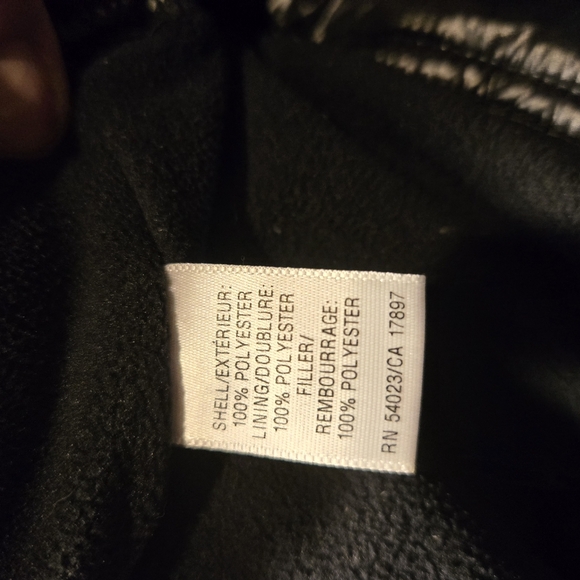 SHELL/EXTÉRIEUR:
100% POLYESTER
LINING/DOUBLURE:
100% POLYESTER
FILLER/
REMBOURRAGE:
100% POLYESTER
RN 54023/CA 17897